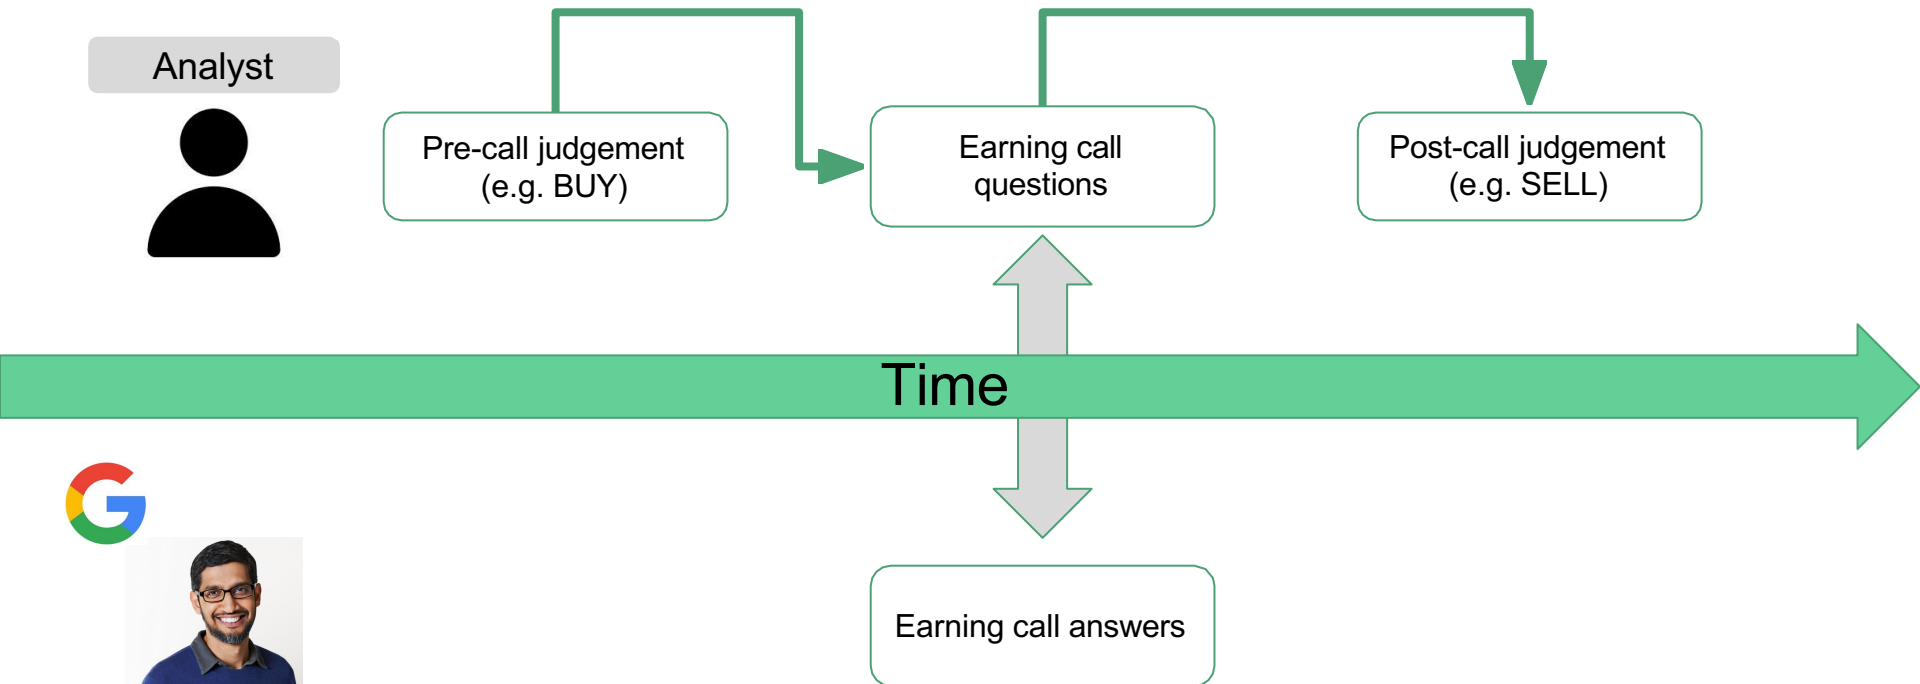 Analyst
Pre-call judgement
(e.g. BUY)
Earning call
questions
Post-call judgement
(e.g. SELL)
Time
Earning call answers